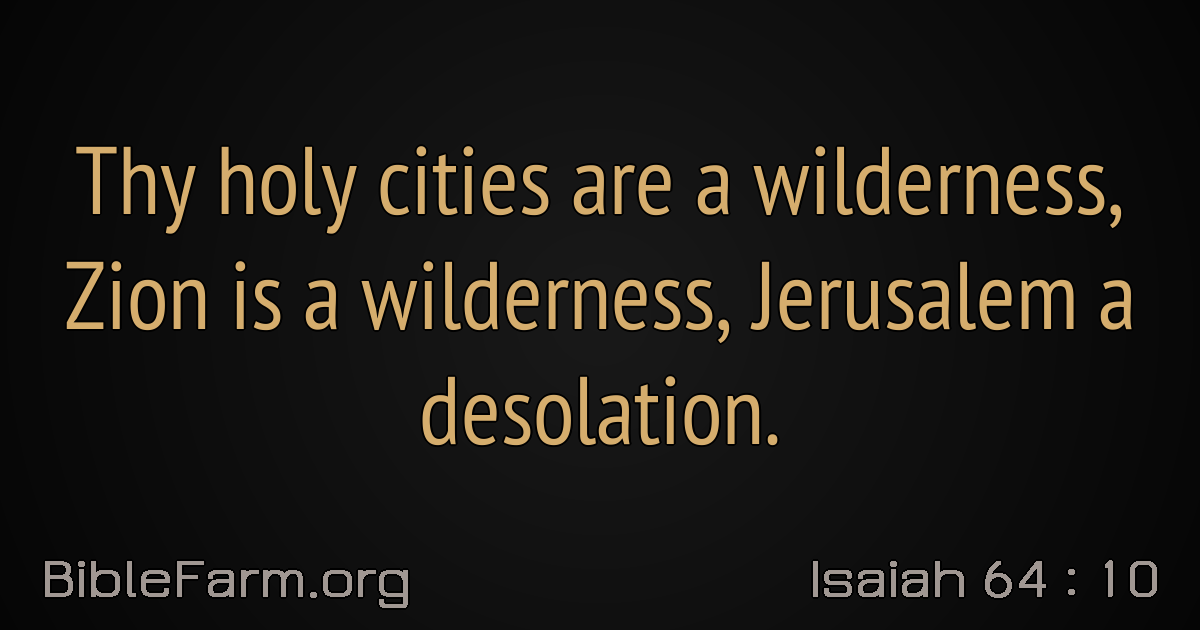 Thy holy cities are a wilderness,
Zion is a wilderness, Jerusalem a
desolation.
BibleFarm.org
Isaiah 64 : 10